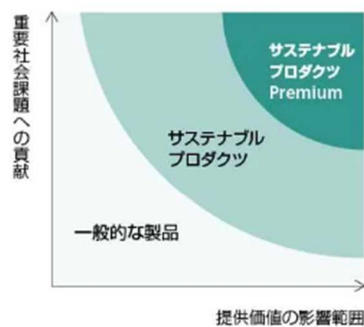 重要社会課題への貢献
サステナブル
プロダクツ
Premium
サステナブル
プロダクツ
一般的な製品
提供価値の影響範囲